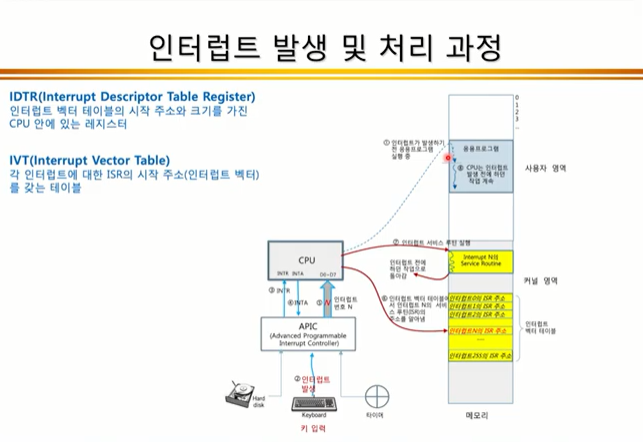 인터럽트 발생 및 처리 과정
IDTR(Interrupt Descriptor Table Register)
인터럽트 벡터 테이블의 시작 주소와 크기를 가진
CPU 안에 있는 레지스터
IVT(Interrupt Vector Table)
각 인터럽트에 대한 ISR의 시작 주소(인터럽트 벡터)
를 갖는 테이블
0
1
2
3
...
① 인터럽트가 발생하기
전 응용프로그램
실행 중
응용프로그램
⑧ CPU는 인터럽트
발생 전에 하던
작업 계속
사용자 영역
⑦ 인터럽트 서비스 루틴 실행
Interrupt N의
Service Routine
인터럽트 전에
하던 작업으로
돌아감
커널 영역
CPU
INTR INTA D0~D7
③ INTR
④INTA
⑤ N
인터럽트
번호 N
⑥ 인터럽트 벡터 테이블에
서 인터럽트 N의 서비
스 루틴(ISR)의
주소를 알아냄
인터럽트0의 ISR 주소
인터럽트1의 ISR 주소
인터럽트2의 ISR 주소
인터럽트N의 ISR 주소
....
인터럽트255의 ISR 주소
인터럽트
벡터 테이블
APIC
(Advanced Programmable
Interrupt Controller)
②인터럽트
발생
Hard
disk
Keyboard
타이머
키 입력
메모리